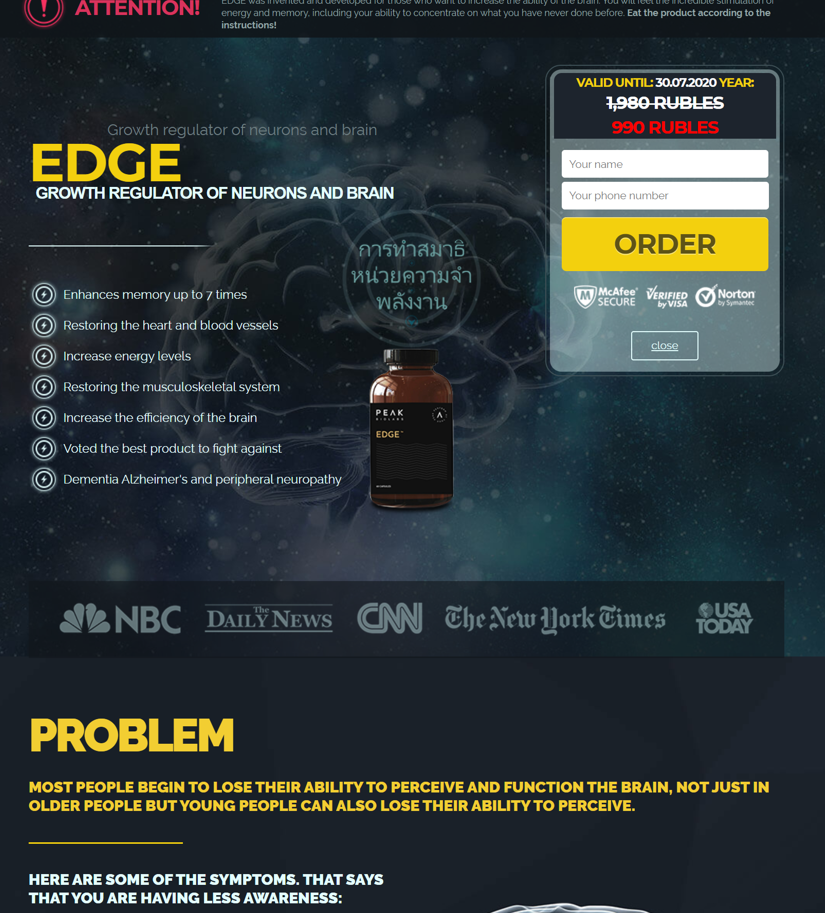 ATTENTION!
EDGE was invented and developed for those who want to increase the ability of the brain. You will feel the incredible stimulation of
energy and memory, including your ability to concentrate on what you have never done before. Eat the product according to the
instructions!
Growth regulator of neurons and brain
EDGE
GROWTH REGULATOR OF NEURONS AND BRAIN
Enhances memory up to 7 times
Restoring the heart and blood vessels
Increase energy levels
Restoring the musculoskeletal system
Increase the efficiency of the brain
Voted the best product to fight against
Dementia Alzheimer's and peripheral neuropathy
การทำสมาธิ
หน่วยความจำ
พลังงาน
PEAK
BIOLABS
EDGE™
VALID UNTIL: 30.07.2020 YEAR:
1,980 RUBLES
990 RUBLES
Your name
Your phone number
ORDER
McAfee SECURE
VERIFIED by VISA
Norton by Symantec
close
NBC
The Daily News
CNN
The New York Times
USA TODAY
PROBLEM
MOST PEOPLE BEGIN TO LOSE THEIR ABILITY TO PERCEIVE AND FUNCTION THE BRAIN, NOT JUST IN
OLDER PEOPLE BUT YOUNG PEOPLE CAN ALSO LOSE THEIR ABILITY TO PERCEIVE.
HERE ARE SOME OF THE SYMPTOMS. THAT SAYS
THAT YOU ARE HAVING LESS AWARENESS: